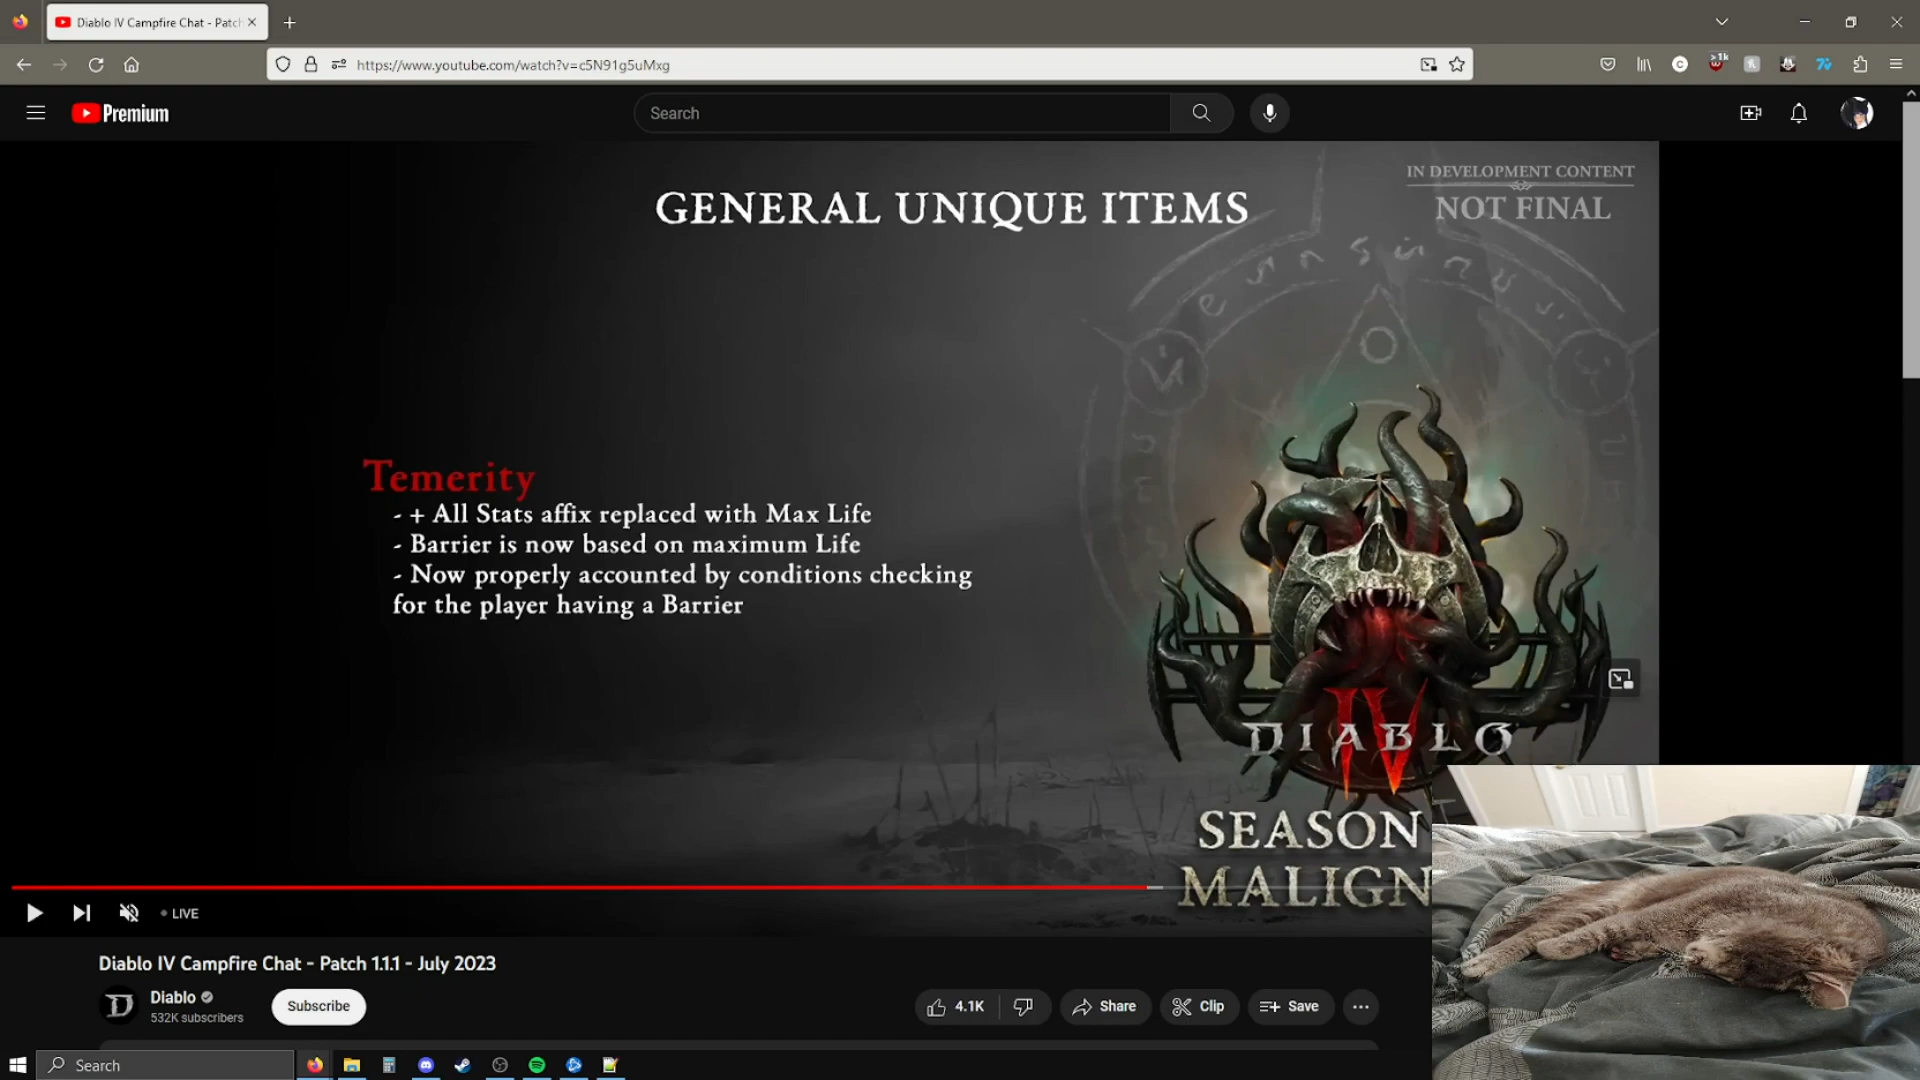 Diablo IV Campfire Chat - Patch
https://www.youtube.com/watch?v=c5N91g5uMxg
>1k
Premium
Search
GENERAL UNIQUE ITEMS
IN DEVELOPMENT CONTENT
NOT FINAL
Temerity
- + All Stats affix replaced with Max Life
- Barrier is now based on maximum Life
- Now properly accounted by conditions checking
for the player having a Barrier
DIABLO
IV
SEASON
MALIGN
• LIVE
Diablo IV Campfire Chat - Patch 1.1.1 - July 2023
Diablo
532K subscribers
Subscribe
4.1K
Share
Clip
Save
Search